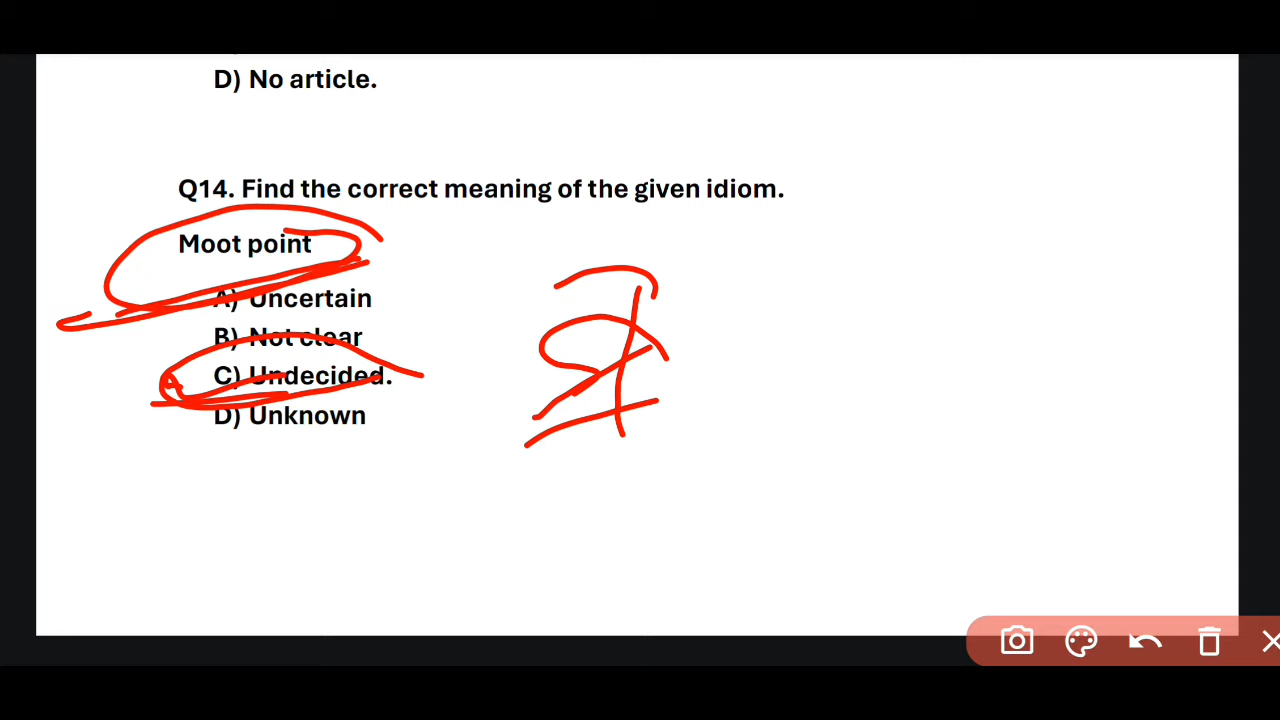 D) No article.
Q14. Find the correct meaning of the given idiom.
Moot point
A) Uncertain
B) Not clear
C) Undecided.
D) Unknown